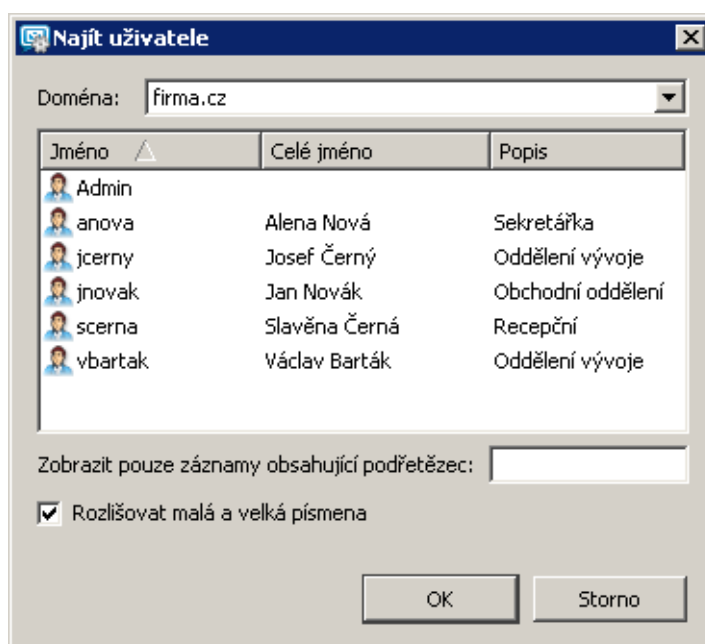 Najít uživatele
Doména: firma.cz
Jméno Celé jméno Popis
Admin
anova Alena Nová Sekretářka
jcerny Josef Černý Oddělení vývoje
jnovak Jan Novák Obchodní oddělení
scerna Slavěna Černá Recepční
vbartak Václav Barták Oddělení vývoje
Zobrazit pouze záznamy obsahující podřetězec:
Rozlišovat malá a velká písmena
OK Storno